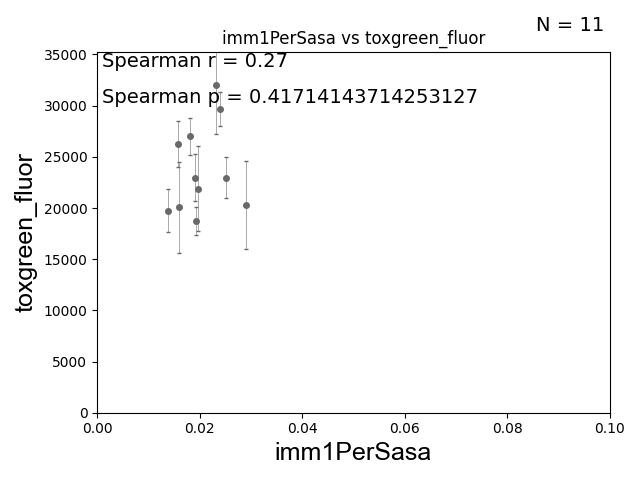 N = 11
imm1PerSasa vs toxgreen_fluor
Spearman r = 0.27
Spearman p = 0.41714143714253127
toxgreen_fluor
35000
30000
25000
20000
15000
10000
5000
0
0.00 0.02 0.04 0.06 0.08 0.10
imm1PerSasa